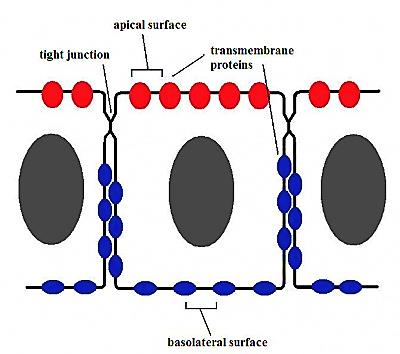 apical surface
tight junction
transmembrane
proteins
basolateral surface